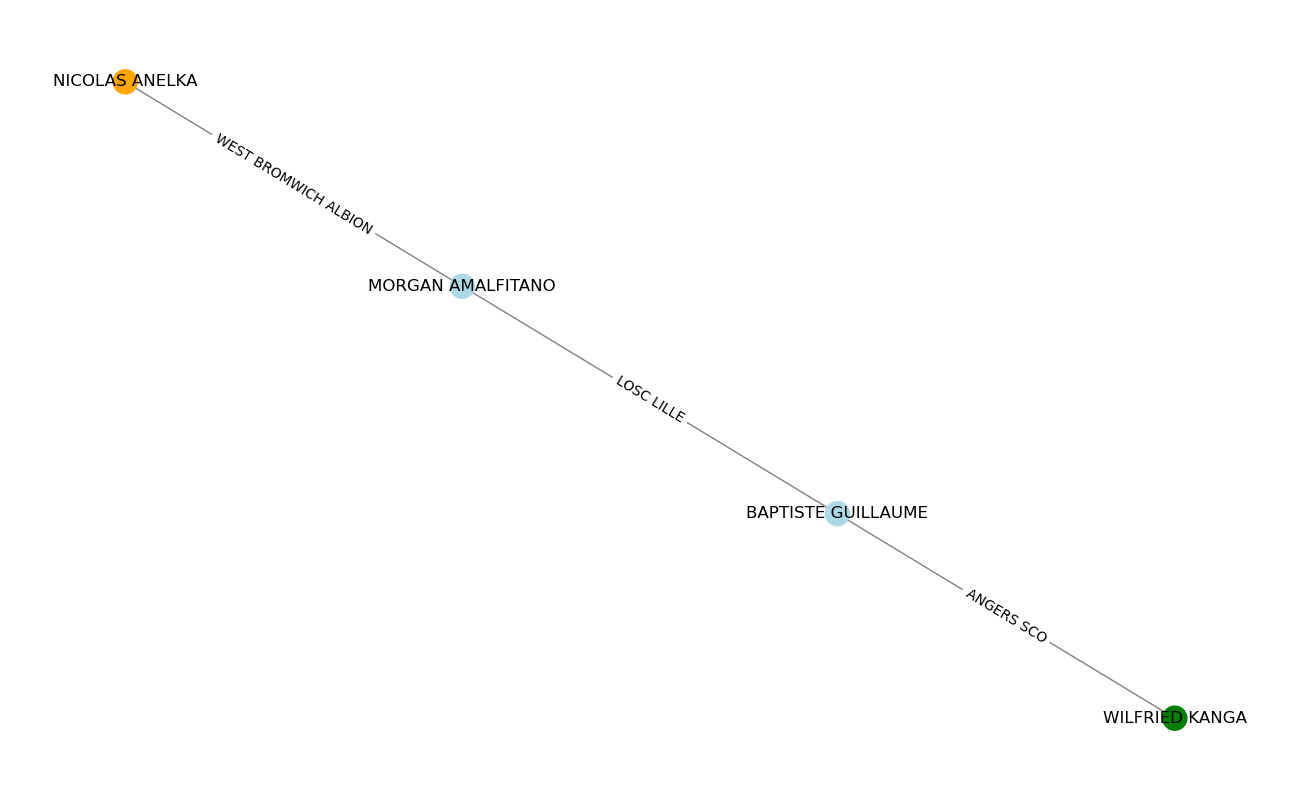 NICOLAS ANELKA
WEST BROMWICH ALBION
MORGAN AMALFITANO
LOSC LILLE
BAPTISTE GUILLAUME
ANGERS SCO
WILFRIED KANGA